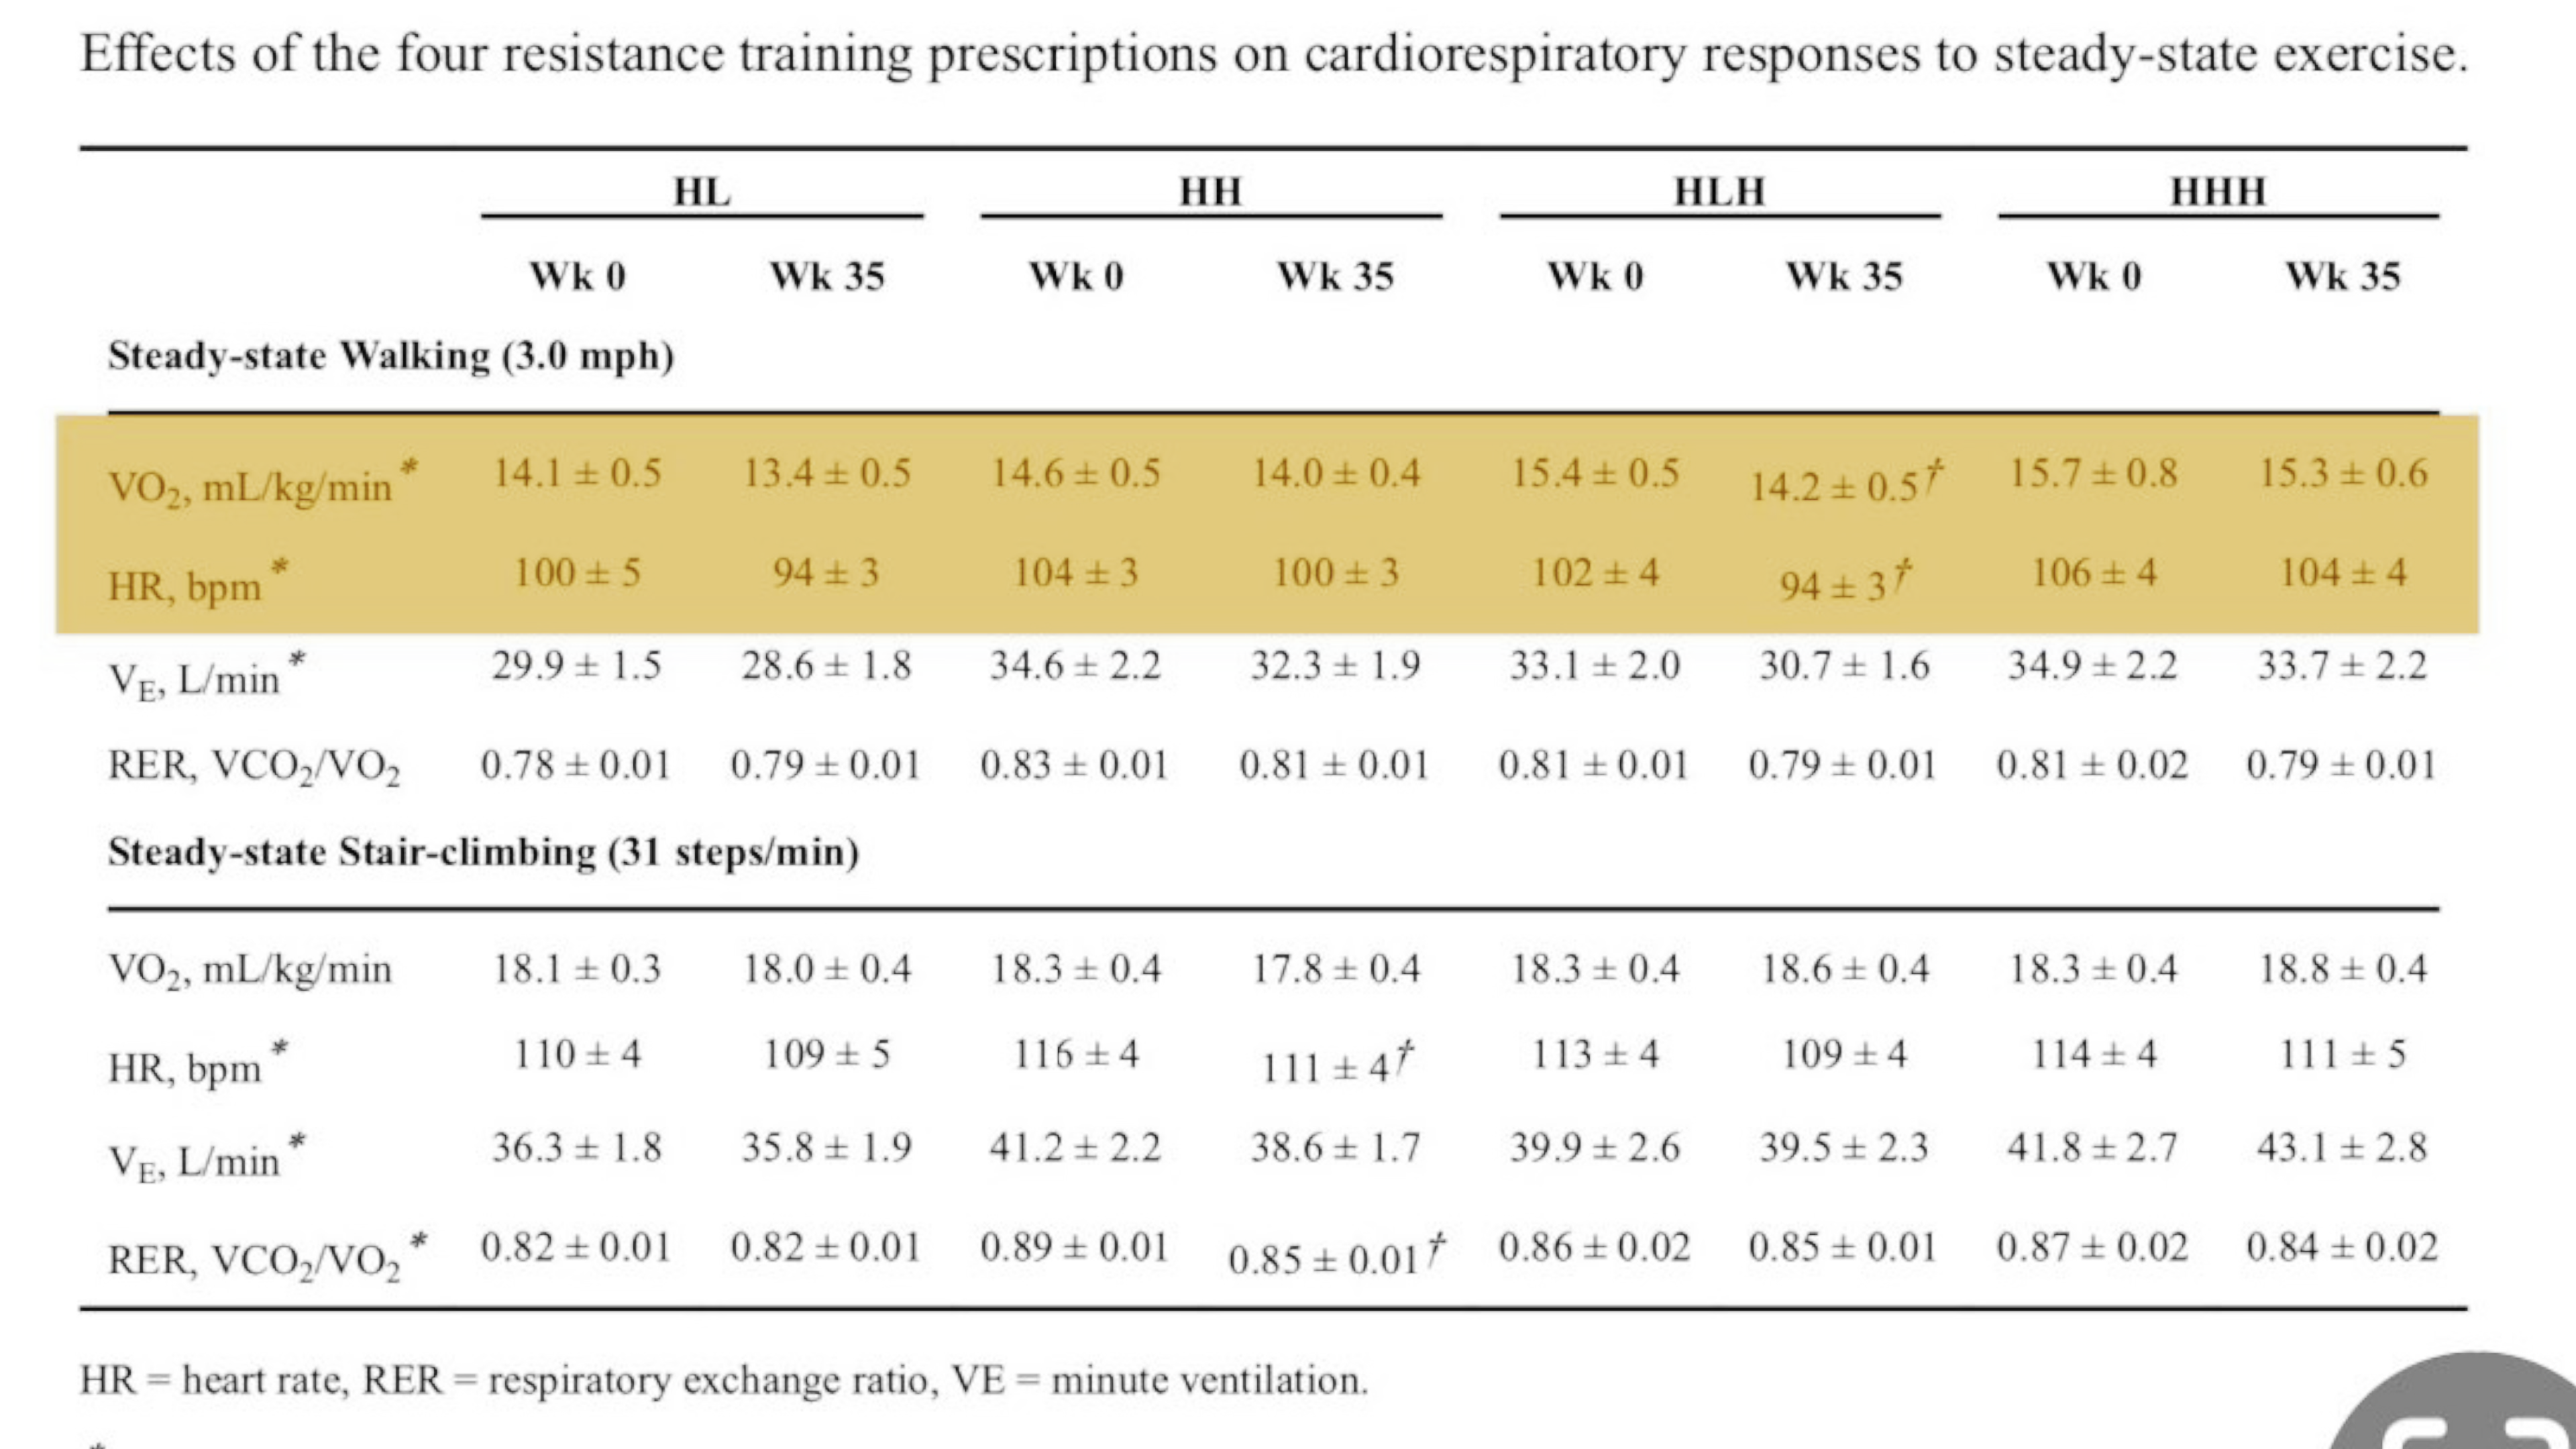 Effects of the four resistance training prescriptions on cardiorespiratory responses to steady-state exercise.
HL HH HLH HHH
Wk 0 Wk 35 Wk 0 Wk 35 Wk 0 Wk 35 Wk 0 Wk 35
Steady-state Walking (3.0 mph)
VO₂, mL/kg/min* 14.1 ± 0.5 13.4 ± 0.5 14.6 ± 0.5 14.0 ± 0.4 15.4 ± 0.5 14.2 ± 0.5† 15.7 ± 0.8 15.3 ± 0.6
HR, bpm* 100 ± 5 94 ± 3 104 ± 3 100 ± 3 102 ± 4 94 ± 3† 106 ± 4 104 ± 4
V_E, L/min* 29.9 ± 1.5 28.6 ± 1.8 34.6 ± 2.2 32.3 ± 1.9 33.1 ± 2.0 30.7 ± 1.6 34.9 ± 2.2 33.7 ± 2.2
RER, VCO₂/VO₂ 0.78 ± 0.01 0.79 ± 0.01 0.83 ± 0.01 0.81 ± 0.01 0.81 ± 0.01 0.79 ± 0.01 0.81 ± 0.02 0.79 ± 0.01
Steady-state Stair-climbing (31 steps/min)
VO₂, mL/kg/min 18.1 ± 0.3 18.0 ± 0.4 18.3 ± 0.4 17.8 ± 0.4 18.3 ± 0.4 18.6 ± 0.4 18.3 ± 0.4 18.8 ± 0.4
HR, bpm* 110 ± 4 109 ± 5 116 ± 4 111 ± 4† 113 ± 4 109 ± 4 114 ± 4 111 ± 5
V_E, L/min* 36.3 ± 1.8 35.8 ± 1.9 41.2 ± 2.2 38.6 ± 1.7 39.9 ± 2.6 39.5 ± 2.3 41.8 ± 2.7 43.1 ± 2.8
RER, VCO₂/VO₂* 0.82 ± 0.01 0.82 ± 0.01 0.89 ± 0.01 0.85 ± 0.01† 0.86 ± 0.02 0.85 ± 0.01 0.87 ± 0.02 0.84 ± 0.02
HR = heart rate, RER = respiratory exchange ratio, VE = minute ventilation.
*